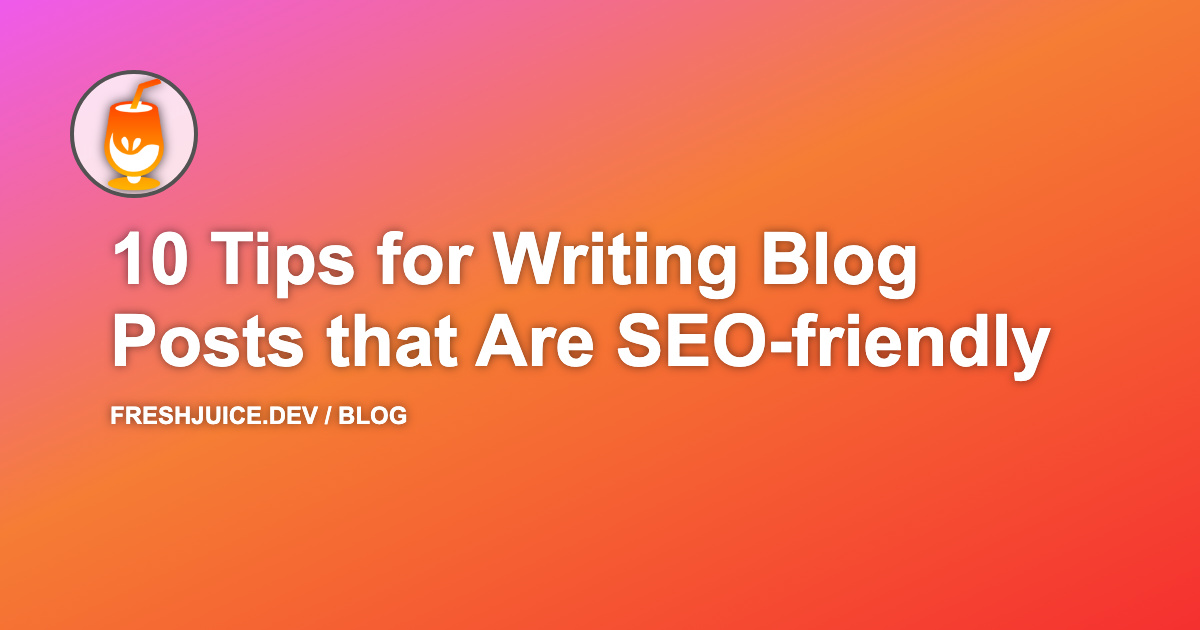 10 Tips for Writing Blog
Posts that Are SEO-friendly
FRESHJUICE.DEV / BLOG